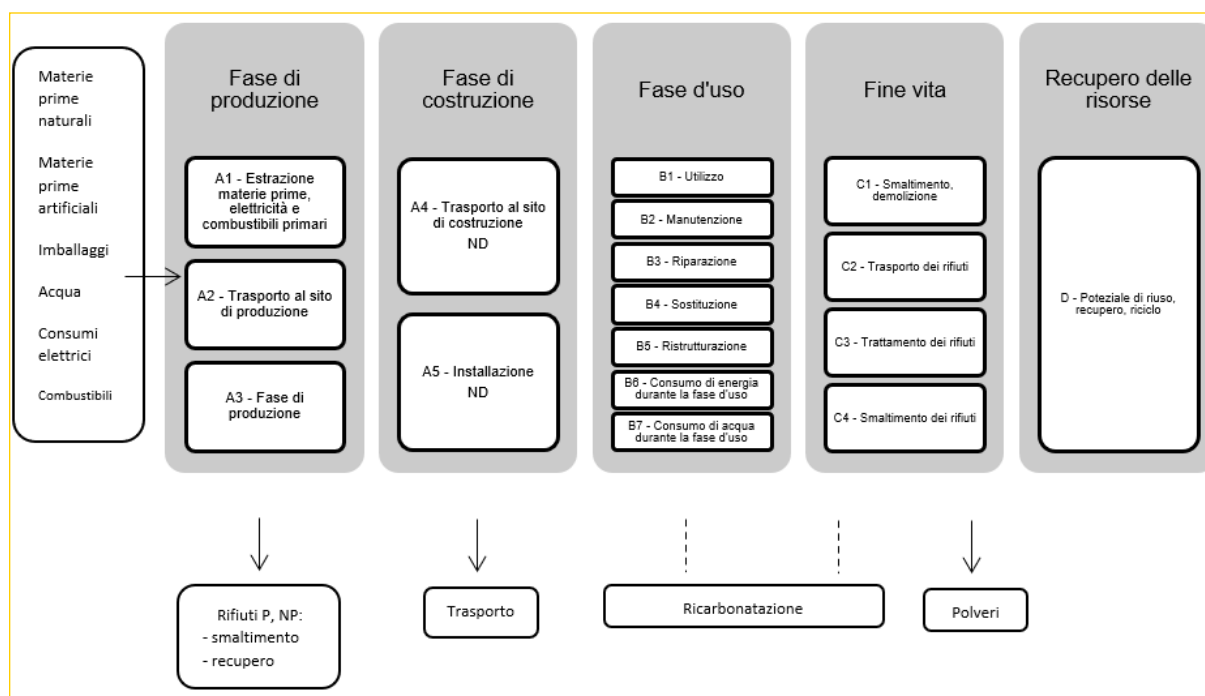 Materie
prime
naturali
Materie
prime
artificiali
Imballaggi
Acqua
Consumi
elettrici
Combustibili
Fase di
produzione
A1 - Estrazione
materie prime,
elettricità e
combustibili primari
A2 - Trasporto al sito
di produzione
A3 - Fase di
produzione
Fase di
costruzione
A4 - Trasporto al sito
di costruzione
ND
A5 - Installazione
ND
Fase d'uso
B1 - Utilizzo
B2 - Manutenzione
B3 - Riparazione
B4 - Sostituzione
B5 - Ristrutturazione
B6 - Consumo di energia
durante la fase d'uso
B7 - Consumo di acqua
durante la fase d'uso
Fine vita
C1 - Smaltimento,
demolizione
C2 - Trasporto dei rifiuti
C3 - Trattamento dei rifiuti
C4 - Smaltimento dei rifiuti
Recupero delle
risorse
D - Poteziale di riuso,
recupero, riciclo
Rifiuti P, NP:
- smaltimento
- recupero
Trasporto
Ricarbonatazione
Polveri